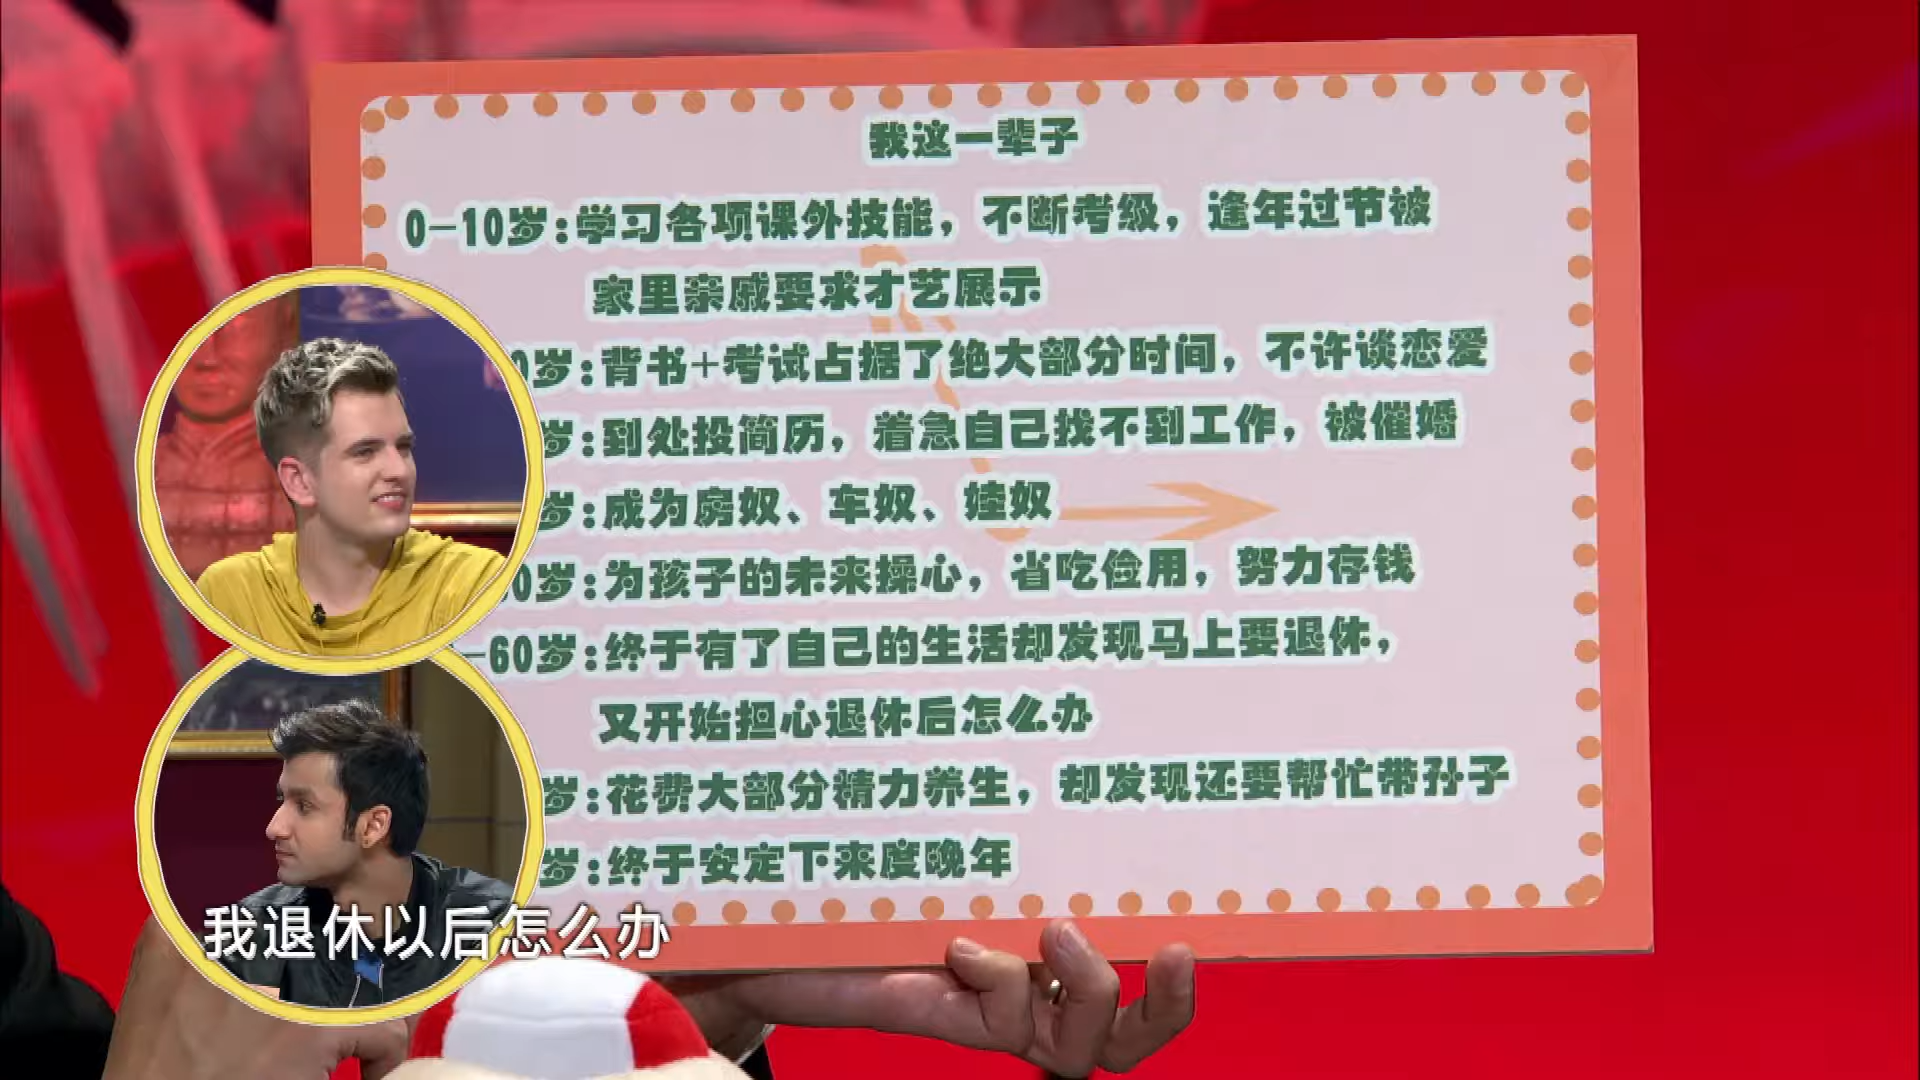 我这一辈子
0-10岁:学习各项课外技能，不断考级，逢年过节被
家里亲戚要求才艺展示
0岁:背书+考试占据了绝大部分时间，不许谈恋爱
岁:到处投简历，着急自己找不到工作，被催婚
岁:成为房奴、车奴、娃奴
0岁:为孩子的未来操心，省吃俭用，努力存钱
-60岁:终于有了自己的生活却发现马上要退休，
又开始担心退休后怎么办
岁:花费大部分精力养生，却发现还要帮忙带孙子
岁:终于安定下来度晚年
我退休以后怎么办